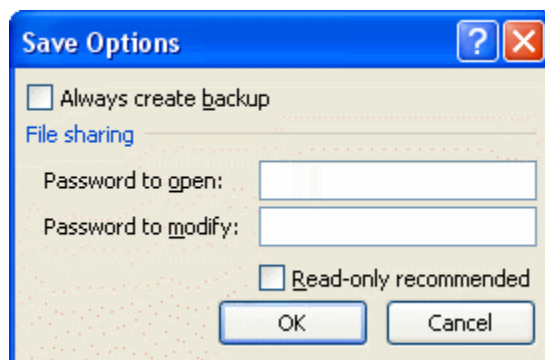 Save Options
Always create backup
File sharing
Password to open:
Password to modify:
Read-only recommended
OK Cancel